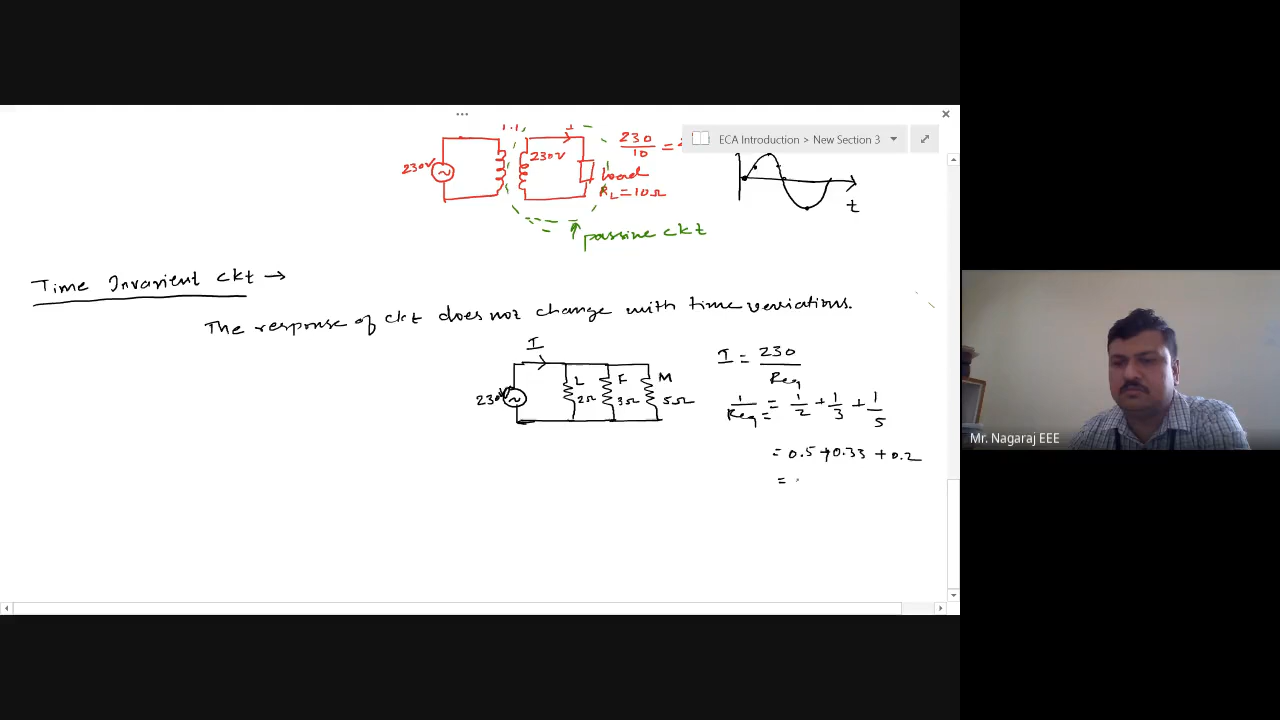 1:1 I
ECA Introduction > New Section 3
230V 230V 230/10 =
Load
RL = 10Ω
t
passive ckt
Time Invarient ckt →
The response of ckt does not change with time veriations.
I
230V L 2Ω F 3Ω M 5Ω
I = 230/Req
1/Req = 1/2 + 1/3 + 1/5
= 0.5 + 0.33 + 0.2
=
Mr. Nagaraj EEE